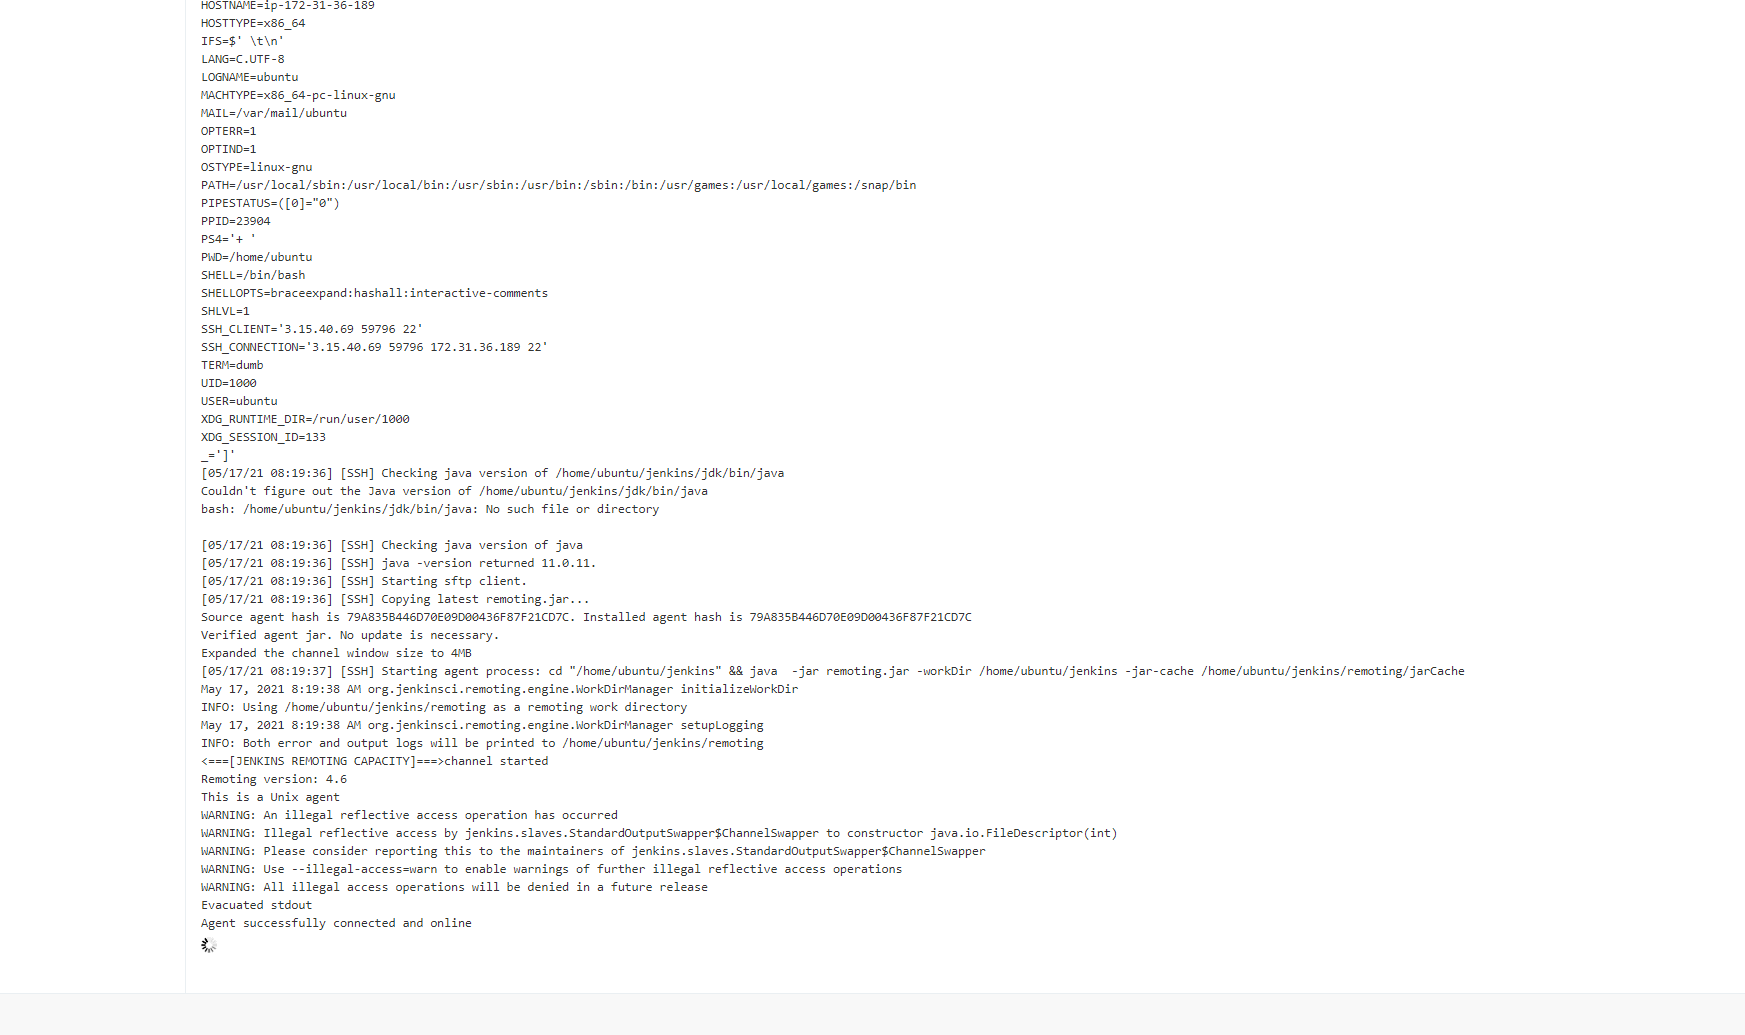 HOSTNAME=ip-172-31-36-189
HOSTTYPE=x86_64
IFS=$' \t\n'
LANG=C.UTF-8
LOGNAME=ubuntu
MACHTYPE=x86_64-pc-linux-gnu
MAIL=/var/mail/ubuntu
OPTERR=1
OPTIND=1
OSTYPE=linux-gnu
PATH=/usr/local/sbin:/usr/local/bin:/usr/sbin:/usr/bin:/sbin:/bin:/usr/games:/usr/local/games:/snap/bin
PIPESTATUS=([0]="0")
PPID=23904
PS4='+ '
PWD=/home/ubuntu
SHELL=/bin/bash
SHELLOPTS=braceexpand:hashall:interactive-comments
SHLVL=1
SSH_CLIENT='3.15.40.69 59796 22'
SSH_CONNECTION='3.15.40.69 59796 172.31.36.189 22'
TERM=dumb
UID=1000
USER=ubuntu
XDG_RUNTIME_DIR=/run/user/1000
XDG_SESSION_ID=133
_=']'
[05/17/21 08:19:36] [SSH] Checking java version of /home/ubuntu/jenkins/jdk/bin/java
Couldn't figure out the Java version of /home/ubuntu/jenkins/jdk/bin/java
bash: /home/ubuntu/jenkins/jdk/bin/java: No such file or directory
[05/17/21 08:19:36] [SSH] Checking java version of java
[05/17/21 08:19:36] [SSH] java -version returned 11.0.11.
[05/17/21 08:19:36] [SSH] Starting sftp client.
[05/17/21 08:19:36] [SSH] Copying latest remoting.jar...
Source agent hash is 79A835B446D70E09D00436F87F21CD7C. Installed agent hash is 79A835B446D70E09D00436F87F21CD7C
Verified agent jar. No update is necessary.
Expanded the channel window size to 4MB
[05/17/21 08:19:37] [SSH] Starting agent process: cd "/home/ubuntu/jenkins" && java  -jar remoting.jar -workDir /home/ubuntu/jenkins -jar-cache /home/ubuntu/jenkins/remoting/jarCache
May 17, 2021 8:19:38 AM org.jenkinsci.remoting.engine.WorkDirManager initializeWorkDir
INFO: Using /home/ubuntu/jenkins/remoting as a remoting work directory
May 17, 2021 8:19:38 AM org.jenkinsci.remoting.engine.WorkDirManager setupLogging
INFO: Both error and output logs will be printed to /home/ubuntu/jenkins/remoting
<===[JENKINS REMOTING CAPACITY]===>channel started
Remoting version: 4.6
This is a Unix agent
WARNING: An illegal reflective access operation has occurred
WARNING: Illegal reflective access by jenkins.slaves.StandardOutputSwapper$ChannelSwapper to constructor java.io.FileDescriptor(int)
WARNING: Please consider reporting this to the maintainers of jenkins.slaves.StandardOutputSwapper$ChannelSwapper
WARNING: Use --illegal-access=warn to enable warnings of further illegal reflective access operations
WARNING: All illegal access operations will be denied in a future release
Evacuated stdout
Agent successfully connected and online